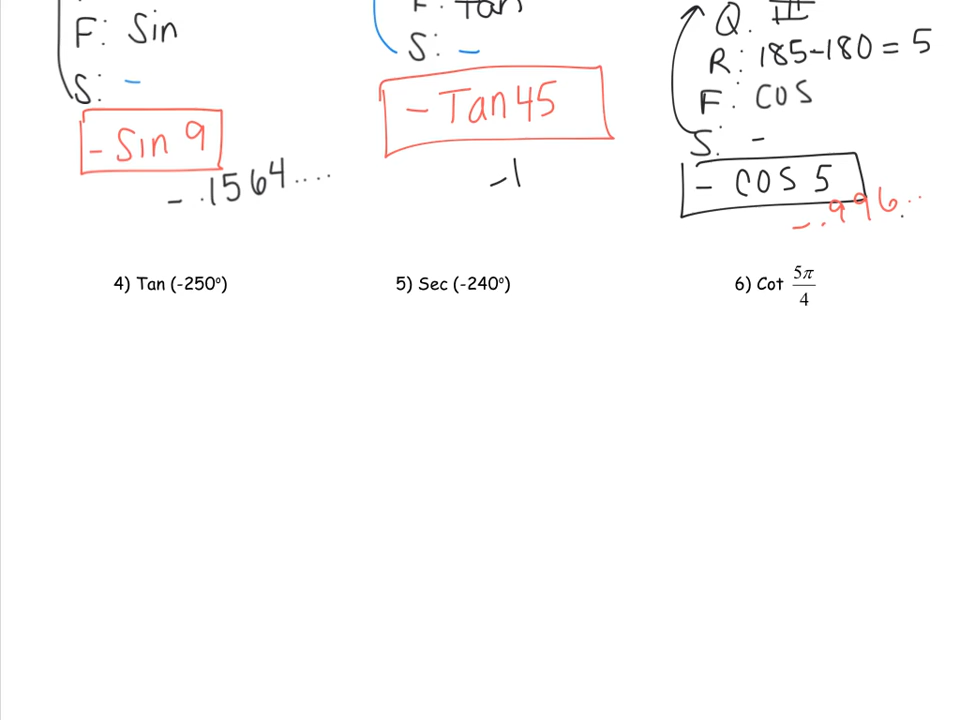 F: Sin
S: -
- Sin 9
- .1564....
F: Tan
S: -
- Tan 45
-1
Q. III
R: 185-180 = 5
F: COS
S: -
- COS 5
-.996...
4) Tan (-250°)
5) Sec (-240°)
6) Cot 5π/4